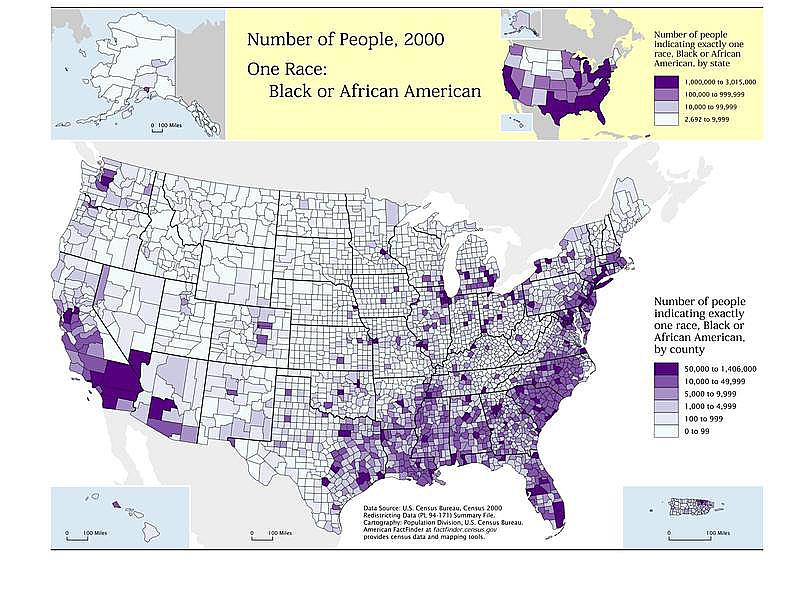 Number of People, 2000
One Race:
Black or African American
Number of people
indicating exactly one
race, Black or African
American, by state
1,000,000 to 3,015,000
100,000 to 999,999
10,000 to 99,999
2,692 to 9,999
0 100 Miles
Number of people
indicating exactly
one race, Black or
African American,
by county
50,000 to 1,406,000
10,000 to 49,999
5,000 to 9,999
1,000 to 4,999
100 to 999
0 to 99
Data Source: U.S. Census Bureau, Census 2000
Redistricting Data (PL 94-171) Summary File.
Cartography: Population Division, U.S. Census Bureau.
American FactFinder at factfinder.census.gov
provides census data and mapping tools.
0 100 Miles
0 100 Miles
0 100 Miles